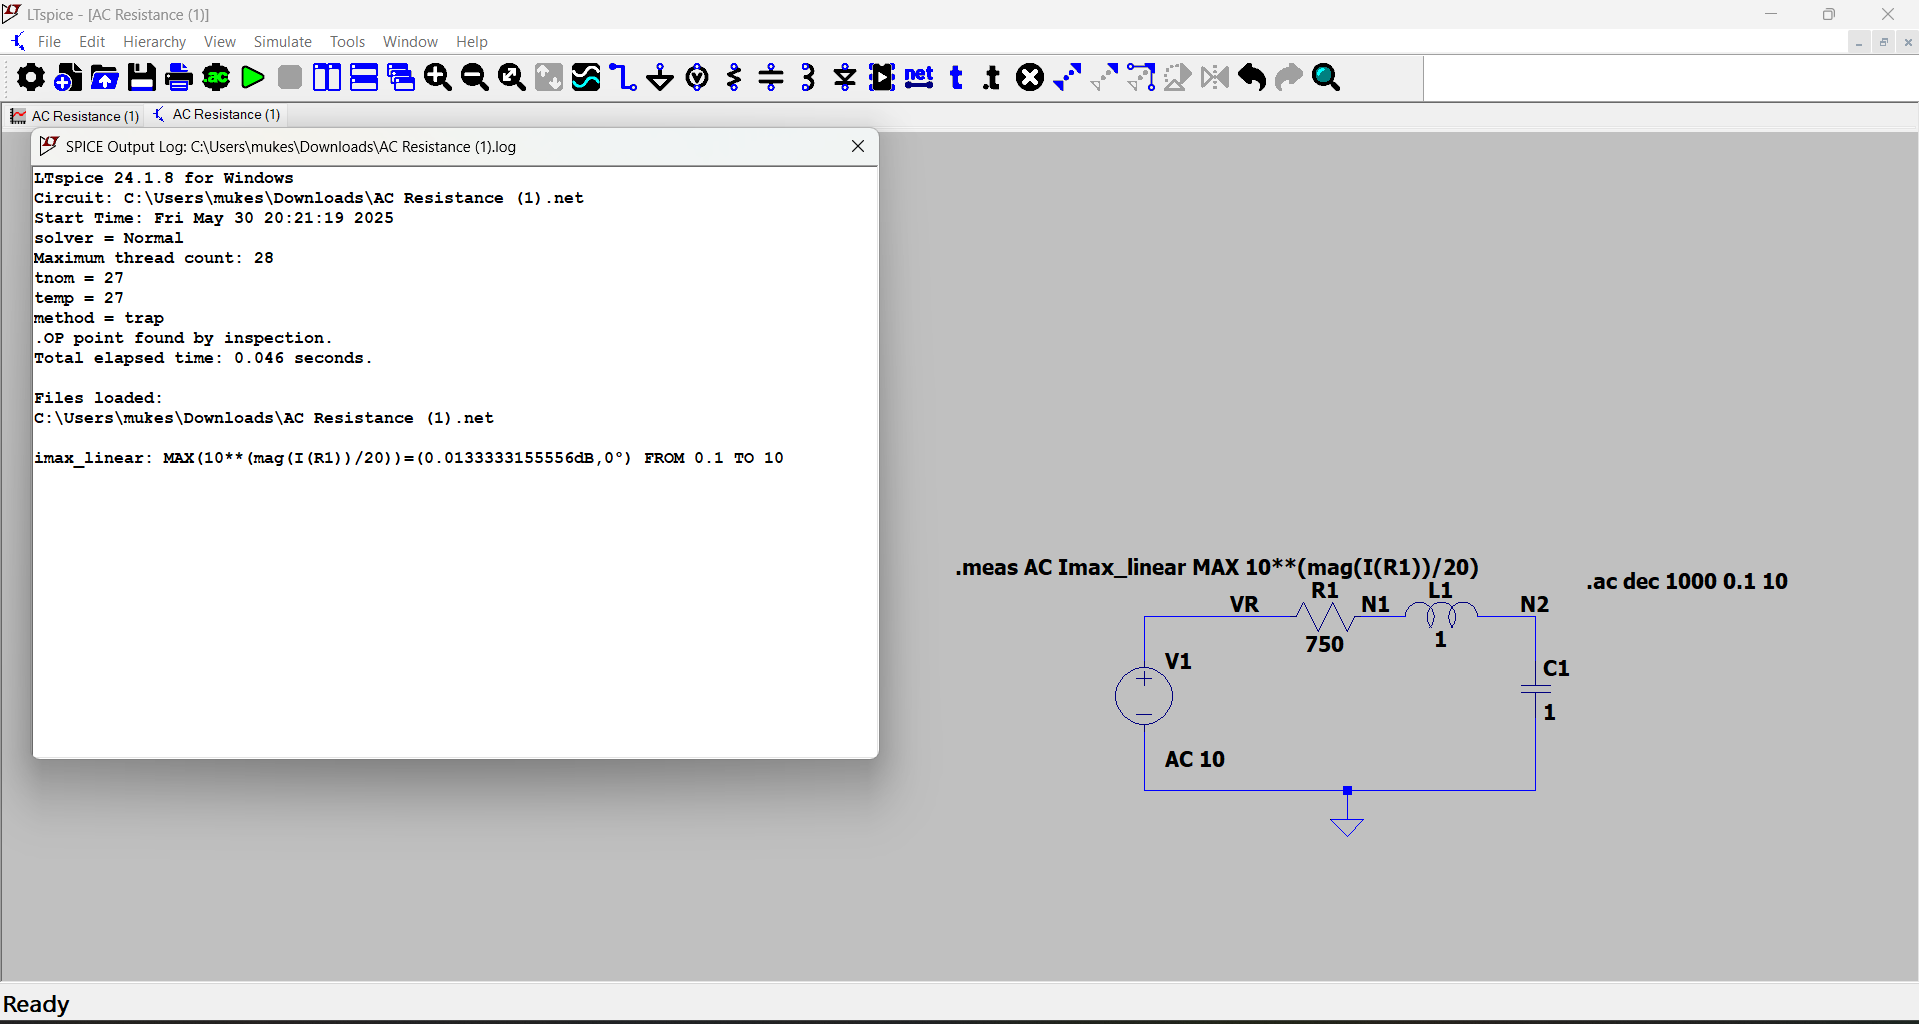 LTspice - [AC Resistance (1)]
File Edit Hierarchy View Simulate Tools Window Help
.ac net t .t
AC Resistance (1) AC Resistance (1)
SPICE Output Log: C:\Users\mukes\Downloads\AC Resistance (1).log
LTspice 24.1.8 for Windows
Circuit: C:\Users\mukes\Downloads\AC Resistance (1).net
Start Time: Fri May 30 20:21:19 2025
solver = Normal
Maximum thread count: 28
tnom = 27
temp = 27
method = trap
.OP point found by inspection.
Total elapsed time: 0.046 seconds.
Files loaded:
C:\Users\mukes\Downloads\AC Resistance (1).net
imax_linear: MAX(10**(mag(I(R1))/20))=(0.0133333155556dB,0°) FROM 0.1 TO 10
.meas AC Imax_linear MAX 10**(mag(I(R1))/20)
.ac dec 1000 0.1 10
R1 L1
VR N1 N2
750 1
V1
C1
1
AC 10
Ready